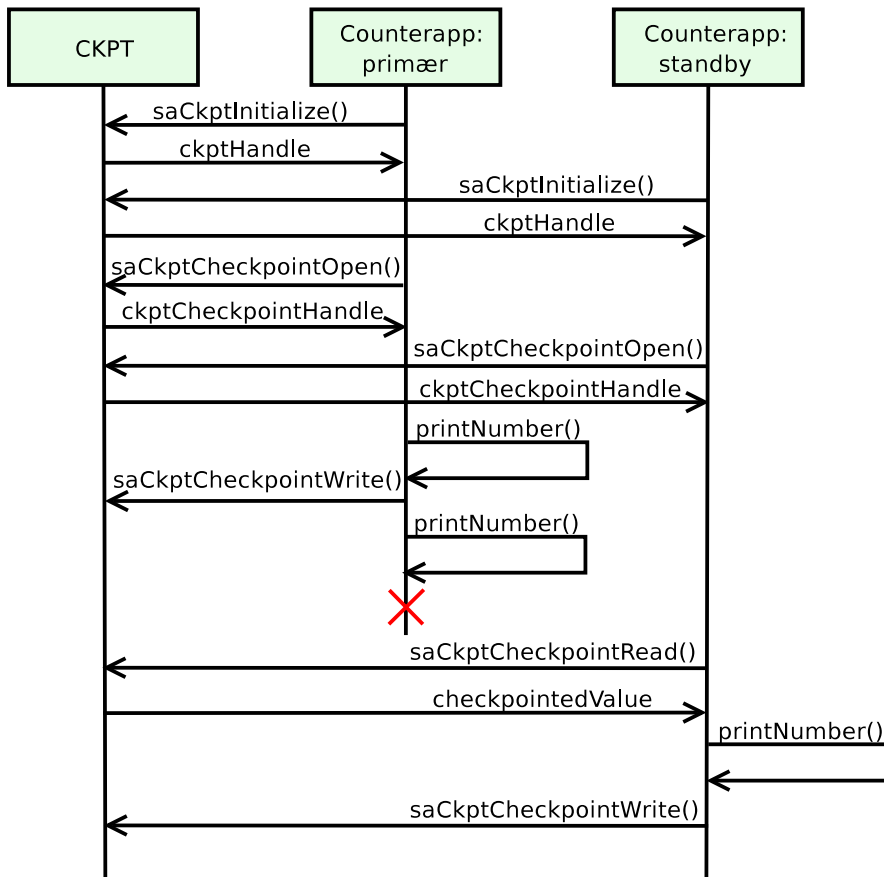 CKPT
Counterapp:
primær
Counterapp:
standby
saCkptInitialize()
ckptHandle
saCkptInitialize()
ckptHandle
saCkptCheckpointOpen()
ckptCheckpointHandle
saCkptCheckpointOpen()
ckptCheckpointHandle
printNumber()
saCkptCheckpointWrite()
printNumber()
saCkptCheckpointRead()
checkpointedValue
printNumber()
saCkptCheckpointWrite()